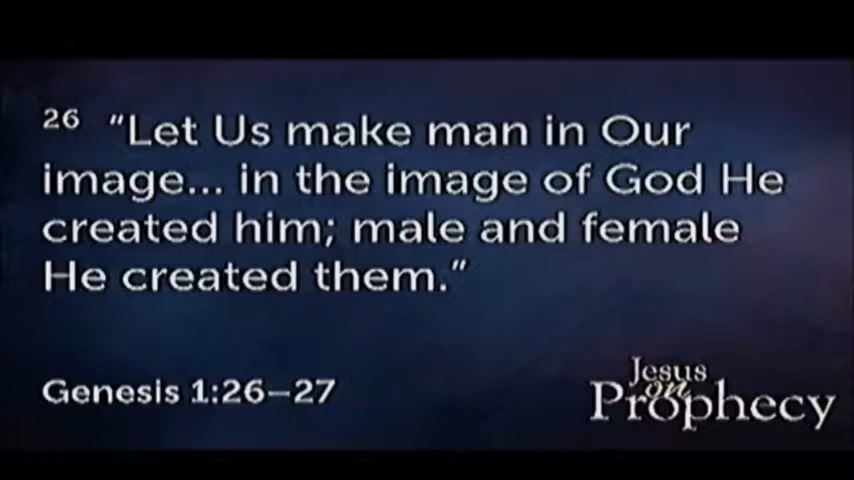 26 "Let Us make man in Our
image... in the image of God He
created him; male and female
He created them."
Genesis 1:26–27
Jesus
on
Prophecy